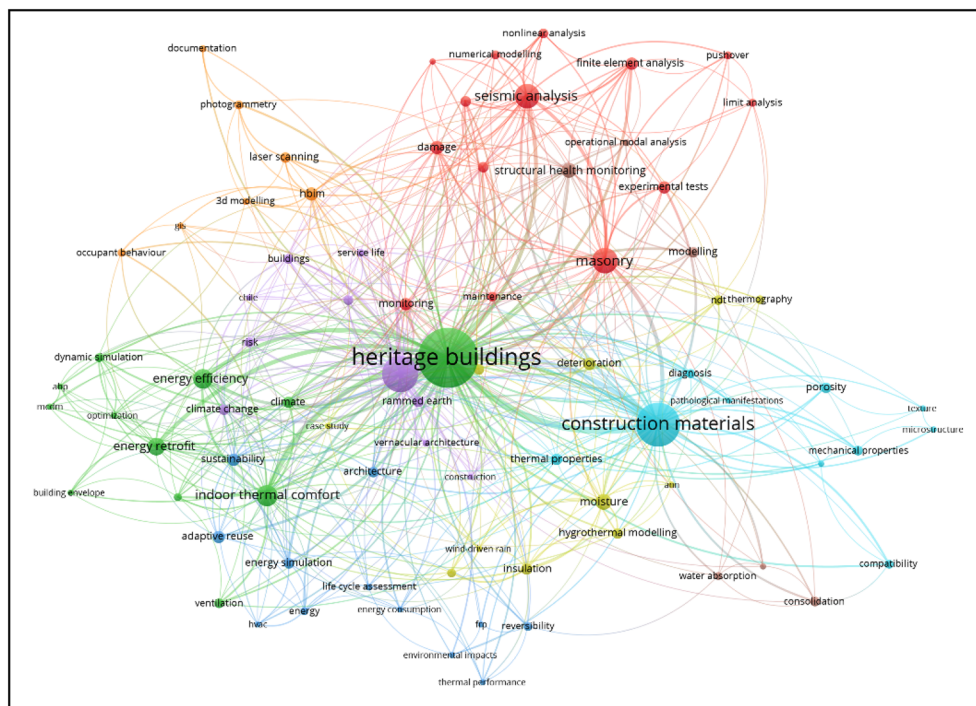 nonlinear analysis
documentation
numerical modelling
pushover
finite element analysis
seismic analysis
photogrammetry
limit analysis
operational modal analysis
damage
laser scanning
structural health monitoring
experimental tests
hbim
3d modelling
gis
occupant behaviour
service life
buildings
modelling
masonry
chile
maintenance
monitoring
ndt
thermography
risk
heritage buildings
dynamic simulation
deterioration
diagnosis
energy efficiency
ahp
porosity
rammed earth
pathological manifestations
climate
mcdm
climate change
texture
optimization
case study
construction materials
microstructure
vernacular architecture
energy retrofit
mechanical properties
sustainability
thermal properties
architecture
construction
ann
building envelope
indoor thermal comfort
moisture
hygrothermal modelling
adaptive reuse
wind-driven rain
energy simulation
compatibility
insulation
water absorption
life cycle assessment
ventilation
energy
energy consumption
consolidation
hvac
frp
reversibility
environmental impacts
thermal performance